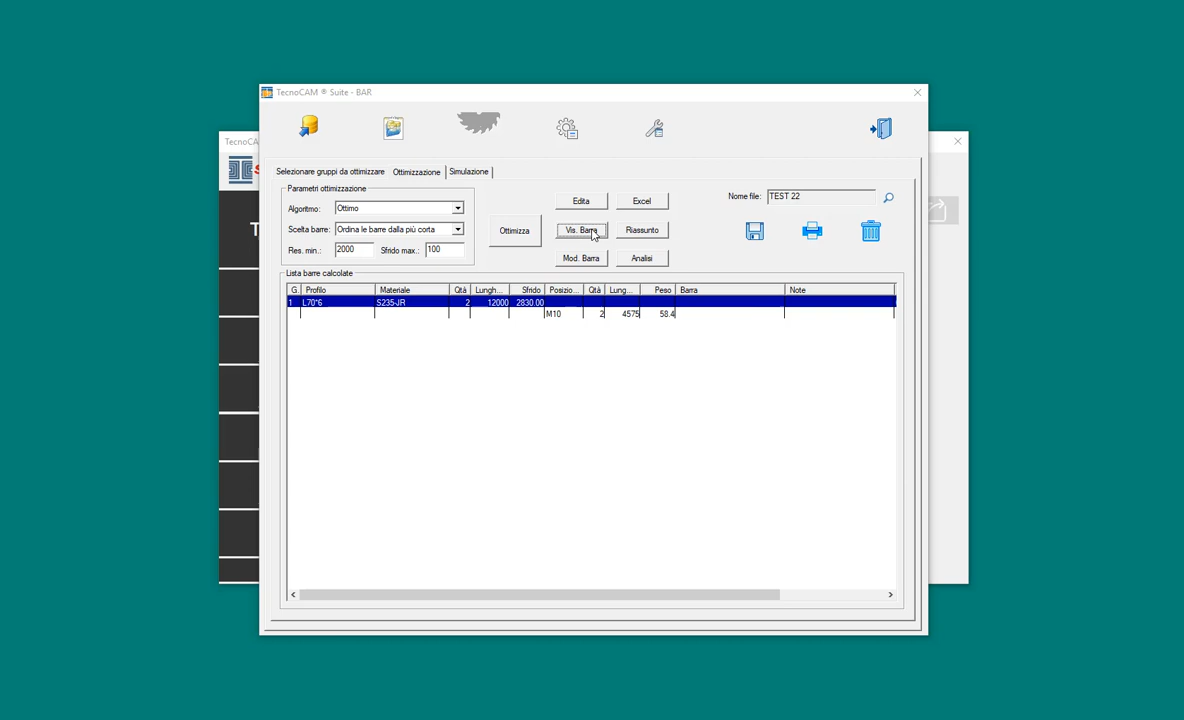 TecnoCAM ® Suite - BAR
TecnoCA
Selezionare gruppi da ottimizzare Ottimizzazione Simulazione
Parametri ottimizzazione
Algoritmo: Ottimo
Scelta barre: Ordina le barre dalla più corta
Res. min.: 2000 Sfrido max.: 100
Ottimizza
Edita Excel
Vis. Barra Riassunto
Mod. Barra Analisi
Nome file: TEST 22
Lista barre calcolate
G. Profilo Materiale Qtà Lungh... Sfrido Posizio... Qtà Lung... Peso Barra Note
1 L70*6 S235-JR 2 12000 2830.00
M10 2 4575 58.4